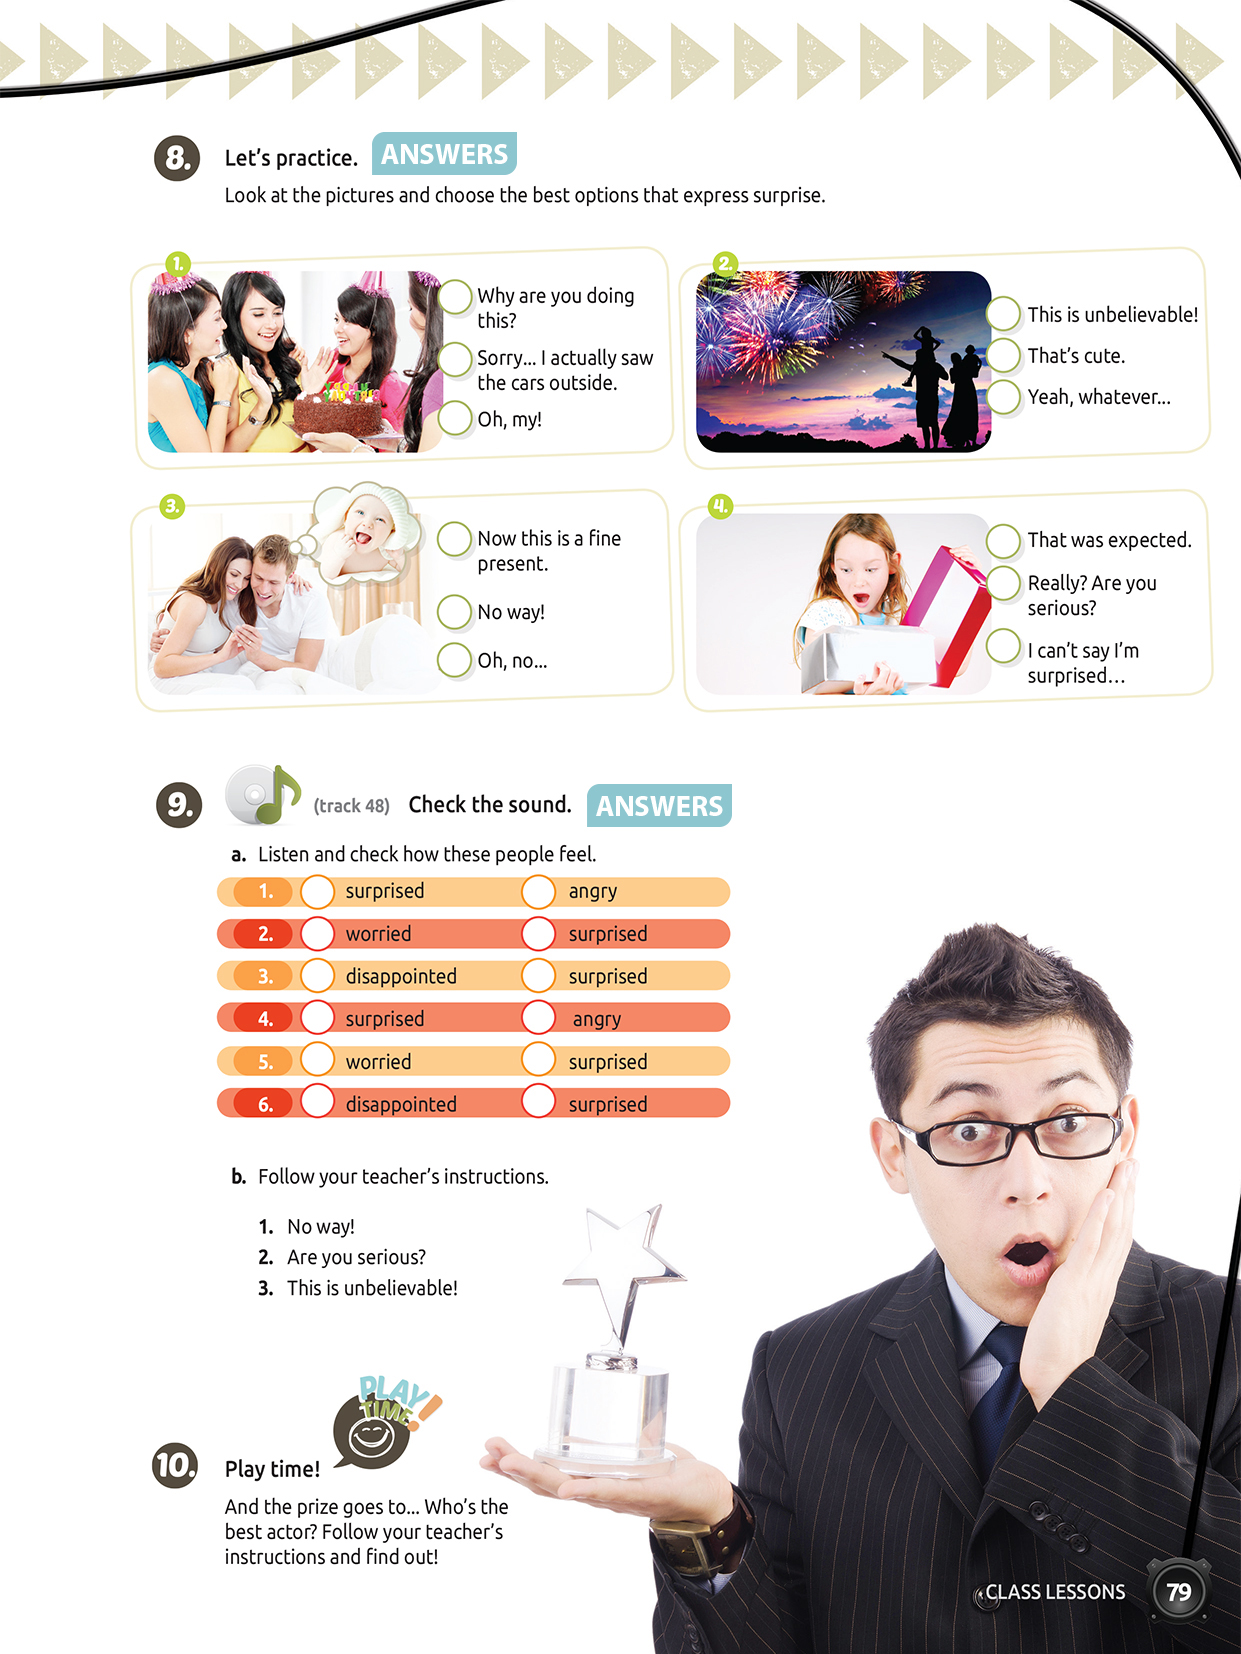 8. Let's practice. ANSWERS
Look at the pictures and choose the best options that express surprise.
1.
Why are you doing
this?
Sorry... I actually saw
the cars outside.
Oh, my!
2.
This is unbelievable!
That's cute.
Yeah, whatever...
3.
Now this is a fine
present.
No way!
Oh, no...
4.
That was expected.
Really? Are you
serious?
I can't say I'm
surprised...
9. (track 48) Check the sound. ANSWERS
a. Listen and check how these people feel.
1. surprised angry
2. worried surprised
3. disappointed surprised
4. surprised angry
5. worried surprised
6. disappointed surprised
b. Follow your teacher's instructions.
1. No way!
2. Are you serious?
3. This is unbelievable!
PLAY
TIME!
10. Play time!
And the prize goes to... Who's the
best actor? Follow your teacher's
instructions and find out!
CLASS LESSONS 79